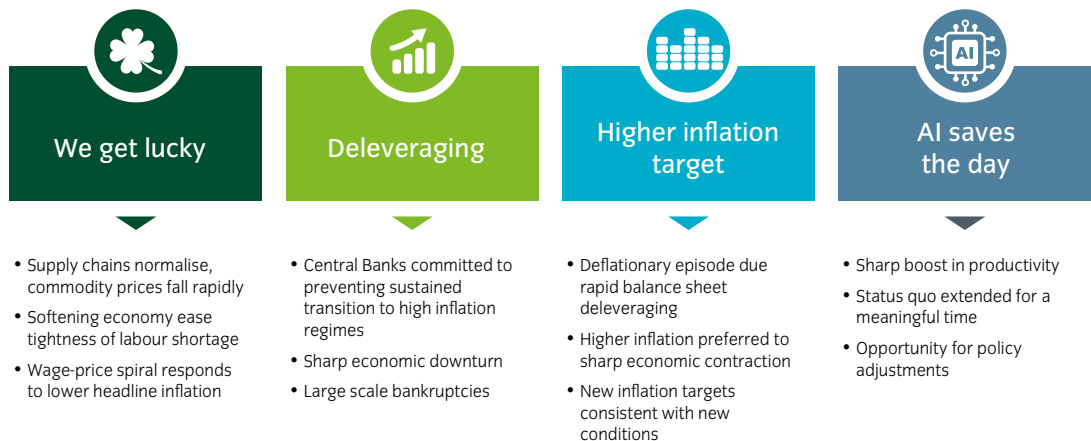 AI
We get lucky
• Supply chains normalise,
commodity prices fall rapidly
• Softening economy ease
tightness of labour shortage
• Wage-price spiral responds
to lower headline inflation
Deleveraging
• Central Banks committed to
preventing sustained
transition to high inflation
regimes
• Sharp economic downturn
• Large scale bankruptcies
Higher inflation
target
• Deflationary episode due
rapid balance sheet
deleveraging
• Higher inflation preferred to
sharp economic contraction
• New inflation targets
consistent with new
conditions
AI saves
the day
• Sharp boost in productivity
• Status quo extended for a
meaningful time
• Opportunity for policy
adjustments